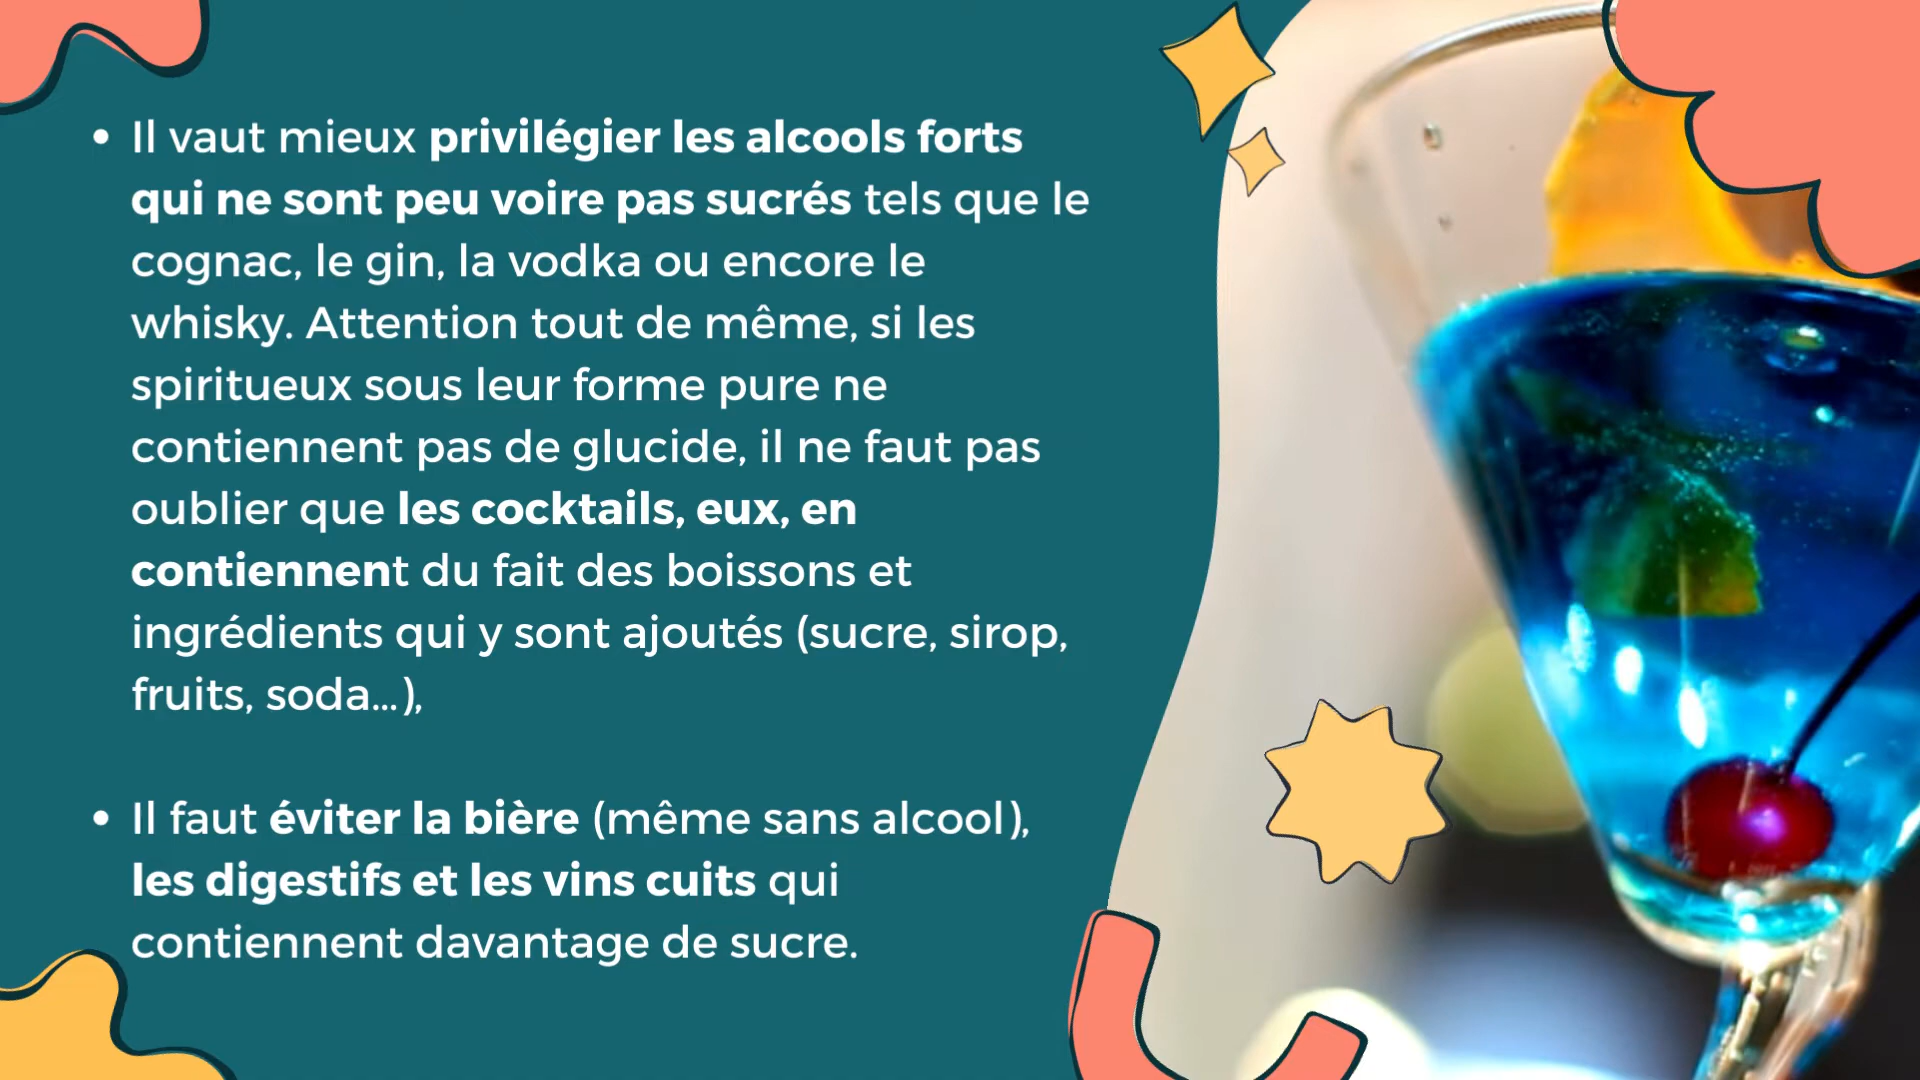 • Il vaut mieux privilégier les alcools forts
qui ne sont peu voire pas sucrés tels que le
cognac, le gin, la vodka ou encore le
whisky. Attention tout de même, si les
spiritueux sous leur forme pure ne
contiennent pas de glucide, il ne faut pas
oublier que les cocktails, eux, en
contiennent du fait des boissons et
ingrédients qui y sont ajoutés (sucre, sirop,
fruits, soda...),
• Il faut éviter la bière (même sans alcool),
les digestifs et les vins cuits qui
contiennent davantage de sucre.